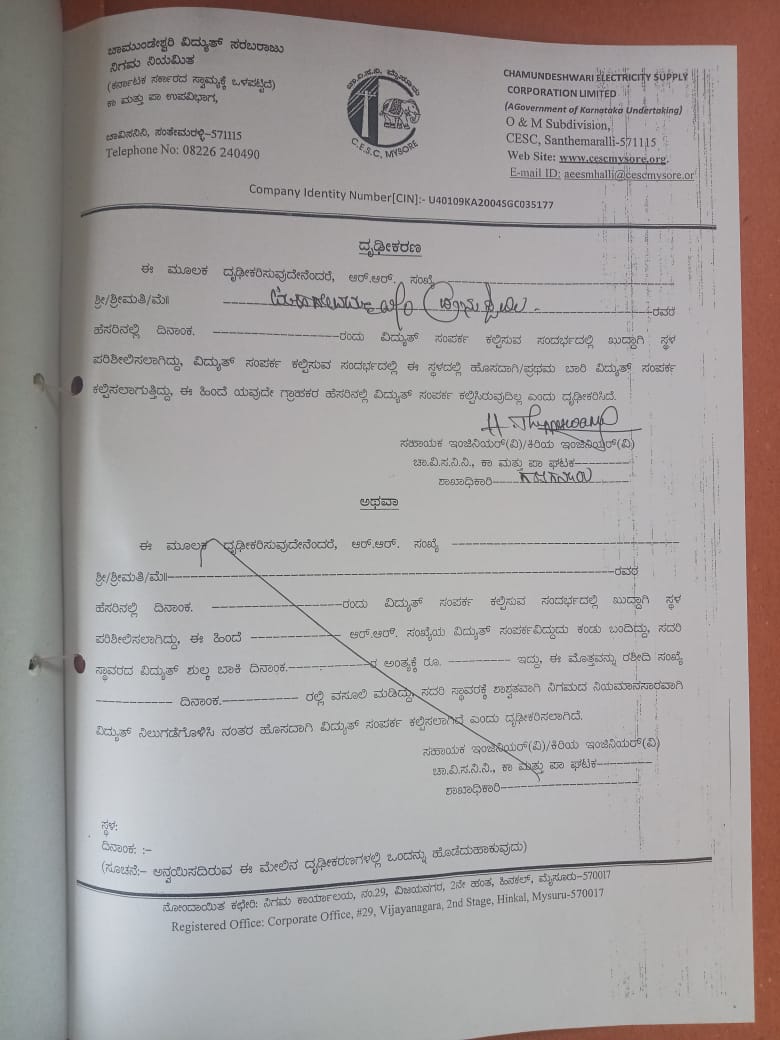 ಚಾಮುಂಡೇಶ್ವರಿ ವಿದ್ಯುತ್ ಸರಬರಾಜು
ನಿಗಮ ನಿಯಮಿತ
(ಕರ್ನಾಟಕ ಸರ್ಕಾರದ ಸ್ವಾಮ್ಯಕ್ಕೆ ಒಳಪಟ್ಟಿದೆ)
ಕಾ ಮತ್ತು ಪಾ ಉಪವಿಭಾಗ,
ಚಾವಿಸನಿನಿ, ಸಂತೇಮರಳ್ಳಿ-571115
Telephone No: 08226 240490
ಚಾ.ವಿ.ಸ.ನಿ. ಮೈಸೂರು
C.E.S.C, MYSORE
CHAMUNDESHWARI ELECTRICITY SUPPLY
CORPORATION LIMITED
(AGovernment of Karnataka Undertaking)
O & M Subdivision,
CESC, Santhemaralli-571115
Web Site: www.cescmysore.org.
E-mail ID: aeesmhalli@cescmysore.or
Company Identity Number[CIN]:- U40109KA2004SGC035177
ದೃಢೀಕರಣ
ಈ ಮೂಲಕ ದೃಢೀಕರಿಸುವುದೇನೆಂದರೆ, ಆರ್.ಆರ್. ಸಂಖ್ಯೆ------------------------------
ಶ್ರೀ/ಶ್ರೀಮತಿ/ಮೆ॥ ------------------------------ರವರ
ಹೆಸರಿನಲ್ಲಿ ದಿನಾಂಕ. --------------------ರಂದು ವಿದ್ಯುತ್ ಸಂಪರ್ಕ ಕಲ್ಪಿಸುವ ಸಂದರ್ಭದಲ್ಲಿ ಖುದ್ದಾಗಿ ಸ್ಥಳ
ಪರಿಶೀಲಿಸಲಾಗಿದ್ದು, ವಿದ್ಯುತ್ ಸಂಪರ್ಕ ಕಲ್ಪಿಸುವ ಸಂದರ್ಭದಲ್ಲಿ ಈ ಸ್ಥಳದಲ್ಲಿ ಹೊಸದಾಗಿ/ಪ್ರಥಮ ಬಾರಿ ವಿದ್ಯುತ್ ಸಂಪರ್ಕ
ಕಲ್ಪಿಸಲಾಗುತ್ತಿದ್ದು, ಈ ಹಿಂದೆ ಯಾವುದೇ ಗ್ರಾಹಕರ ಹೆಸರಿನಲ್ಲಿ ವಿದ್ಯುತ್ ಸಂಪರ್ಕ ಕಲ್ಪಿಸಿರುವುದಿಲ್ಲ ಎಂದು ದೃಢೀಕರಿಸಿದೆ.
ಸಹಾಯಕ ಇಂಜಿನಿಯರ್(ವಿ)/ಕಿರಿಯ ಇಂಜಿನಿಯರ್(ವಿ)
ಚಾ.ವಿ.ಸ.ನಿ.ನಿ., ಕಾ ಮತ್ತು ಪಾ ಘಟಕ----------
ಶಾಖಾಧಿಕಾರಿ--------------------
ಅಥವಾ
ಈ ಮೂಲಕ ದೃಢೀಕರಿಸುವುದೇನೆಂದರೆ, ಆರ್.ಆರ್. ಸಂಖ್ಯೆ ------------------------------
ಶ್ರೀ/ಶ್ರೀಮತಿ/ಮೆ॥------------------------------------------------------------ರವರ
ಹೆಸರಿನಲ್ಲಿ ದಿನಾಂಕ. --------------------ರಂದು ವಿದ್ಯುತ್ ಸಂಪರ್ಕ ಕಲ್ಪಿಸುವ ಸಂದರ್ಭದಲ್ಲಿ ಖುದ್ದಾಗಿ ಸ್ಥಳ
ಪರಿಶೀಲಿಸಲಾಗಿದ್ದು, ಈ ಹಿಂದೆ -------------- ಆರ್.ಆರ್. ಸಂಖ್ಯೆಯ ವಿದ್ಯುತ್ ಸಂಪರ್ಕವಿದ್ದುದು ಕಂಡು ಬಂದಿದ್ದು, ಸದರಿ
ಸ್ಥಾವರದ ವಿದ್ಯುತ್ ಶುಲ್ಕ ಬಾಕಿ ದಿನಾಂಕ.--------------ರ ಅಂತ್ಯಕ್ಕೆ ರೂ. ---------- ಇದ್ದು, ಈ ಮೊತ್ತವನ್ನು ರಶೀದಿ ಸಂಖ್ಯೆ
------------ ದಿನಾಂಕ.------------ ರಲ್ಲಿ ವಸೂಲಿ ಮಡಿದ್ದು, ಸದರಿ ಸ್ಥಾವರಕ್ಕೆ ಶಾಶ್ವತವಾಗಿ ನಿಗಮದ ನಿಯಮಾನಸಾರವಾಗಿ
ವಿದ್ಯುತ್ ನಿಲುಗಡೆಗೊಳಿಸಿ ನಂತರ ಹೊಸದಾಗಿ ವಿದ್ಯುತ್ ಸಂಪರ್ಕ ಕಲ್ಪಿಸಲಾಗಿದೆ ಎಂದು ದೃಢೀಕರಿಸಲಾಗಿದೆ.
ಸಹಾಯಕ ಇಂಜಿನಿಯರ್(ವಿ)/ಕಿರಿಯ ಇಂಜಿನಿಯರ್(ವಿ)
ಚಾ.ವಿ.ಸ.ನಿ.ನಿ., ಕಾ ಮತ್ತು ಪಾ ಘಟಕ----------
ಶಾಖಾಧಿಕಾರಿ--------------------
ಸ್ಥಳ:
ದಿನಾಂಕ: :-
(ಸೂಚನೆ:- ಅನ್ವಯಿಸದಿರುವ ಈ ಮೇಲಿನ ದೃಢೀಕರಣಗಳಲ್ಲಿ ಒಂದನ್ನು ಹೊಡೆದುಹಾಕುವುದು)
ನೋಂದಾಯಿತ ಕಛೇರಿ: ನಿಗಮ ಕಾರ್ಯಾಲಯ, ನಂ.29, ವಿಜಯನಗರ, 2ನೇ ಹಂತ, ಹಿನಕಲ್, ಮೈಸೂರು-570017
Registered Office: Corporate Office, #29, Vijayanagara, 2nd Stage, Hinkal, Mysuru-570017